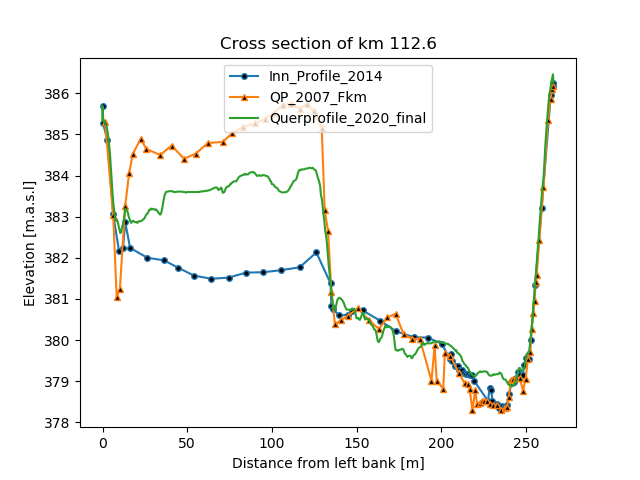 Cross section of km 112.6
Inn_Profile_2014
QP_2007_Fkm
Querprofile_2020_final
Elevation [m.a.s.l]
386
385
384
383
382
381
380
379
378
0 50 100 150 200 250
Distance from left bank [m]